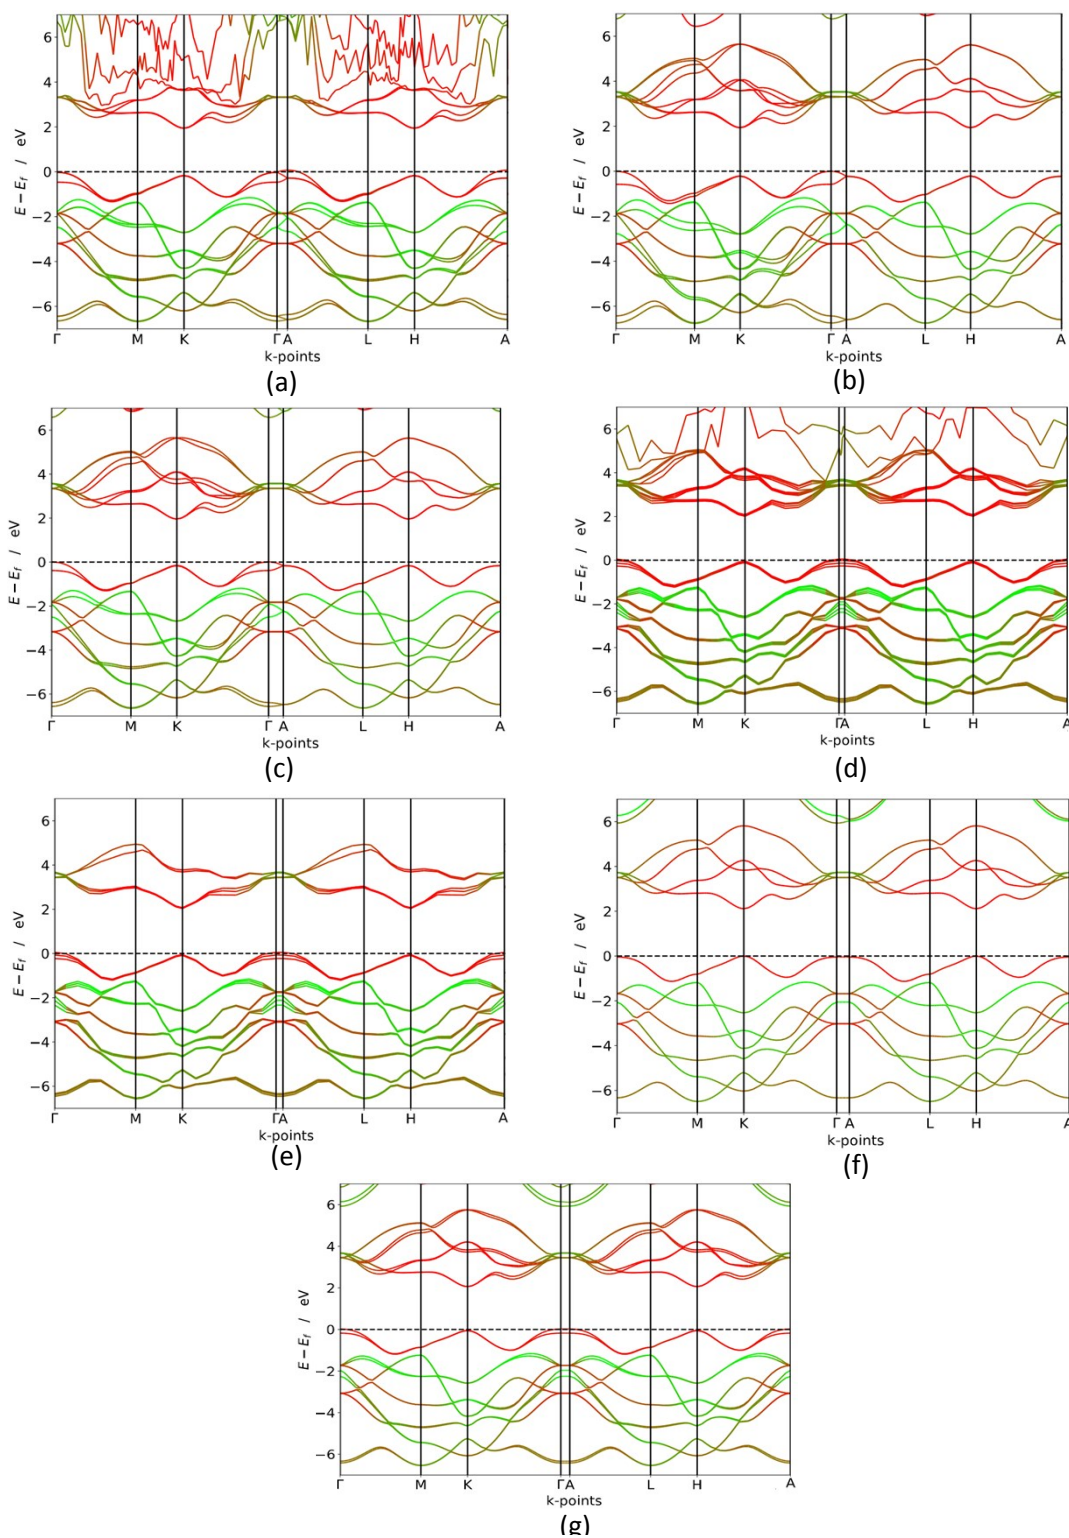 6
4
2
0
−2
−4
−6
E − E_f / eV
Γ M K Γ A L H A
k-points
(a)
6
4
2
0
−2
−4
−6
E − E_f / eV
Γ M K Γ A L H A
k-points
(b)
6
4
2
0
−2
−4
−6
E − E_f / eV
Γ M K Γ A L H A
k-points
(c)
6
4
2
0
−2
−4
−6
E − E_f / eV
Γ M K ΓA L H A
k-points
(d)
6
4
2
0
−2
−4
−6
E − E_f / eV
Γ M K ΓA L H A
k-points
(e)
6
4
2
0
−2
−4
−6
E − E_f / eV
Γ M K Γ A L H A
k-points
(f)
6
4
2
0
−2
−4
−6
E − E_f / eV
Γ M K ΓA L H A
k-points
(g)